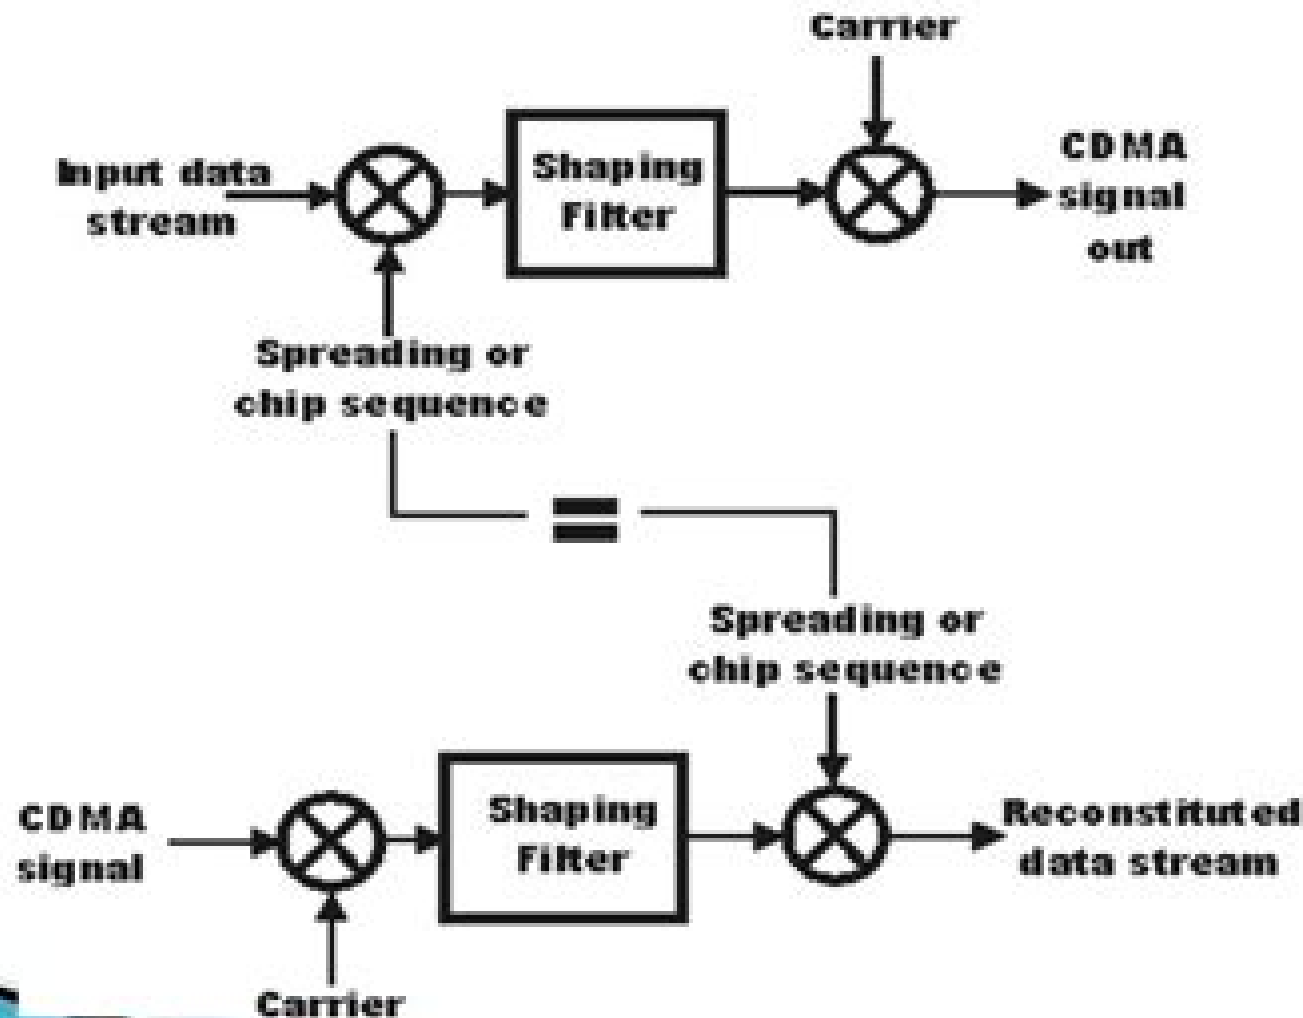 Carrier
Input data
stream
Shaping
Filter
CDMA
signal
out
Spreading or
chip sequence
=
Spreading or
chip sequence
CDMA
signal
Shaping
Filter
Reconstituted
data stream
Carrier